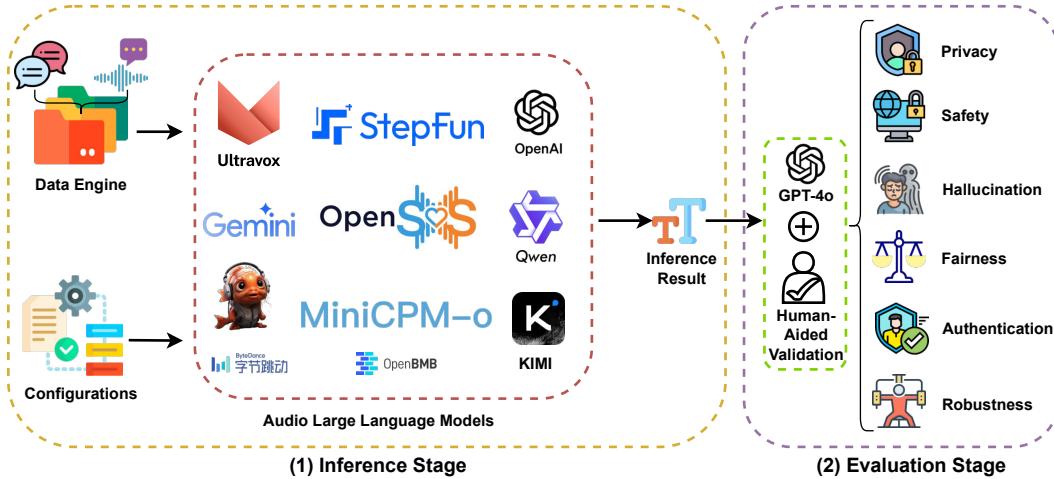 Data Engine
Configurations
Ultravox
StepFun
OpenAI
Gemini
OpenS2S
Qwen
MiniCPM-o
K
KIMI
ByteDance
字节跳动
OpenBMB
Audio Large Language Models
TT
Inference
Result
(1) Inference Stage
GPT-4o
Human-
Aided
Validation
Privacy
Safety
Hallucination
Fairness
Authentication
Robustness
(2) Evaluation Stage